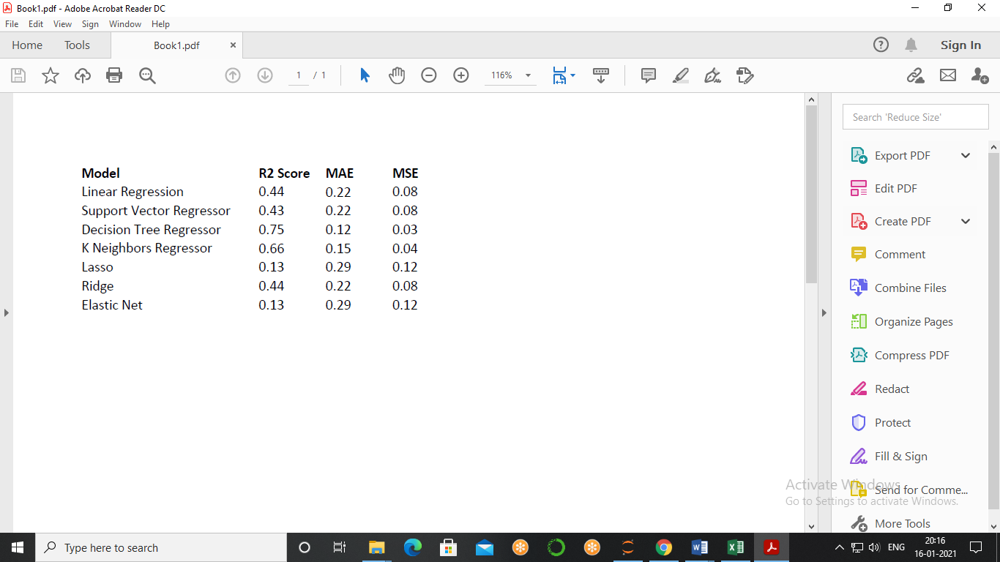 Book1.pdf - Adobe Acrobat Reader DC
File Edit View Sign Window Help
Home Tools Book1.pdf × Sign In
1 / 1 116%
Search 'Reduce Size'
Export PDF
Edit PDF
Create PDF
Comment
Combine Files
Organize Pages
Compress PDF
Redact
Protect
Fill & Sign
Send for Comme...
More Tools
Model R2 Score MAE MSE
Linear Regression 0.44 0.22 0.08
Support Vector Regressor 0.43 0.22 0.08
Decision Tree Regressor 0.75 0.12 0.03
K Neighbors Regressor 0.66 0.15 0.04
Lasso 0.13 0.29 0.12
Ridge 0.44 0.22 0.08
Elastic Net 0.13 0.29 0.12
Activate Windows
Go to Settings to activate Windows.
Type here to search
ENG
20:16
16-01-2021